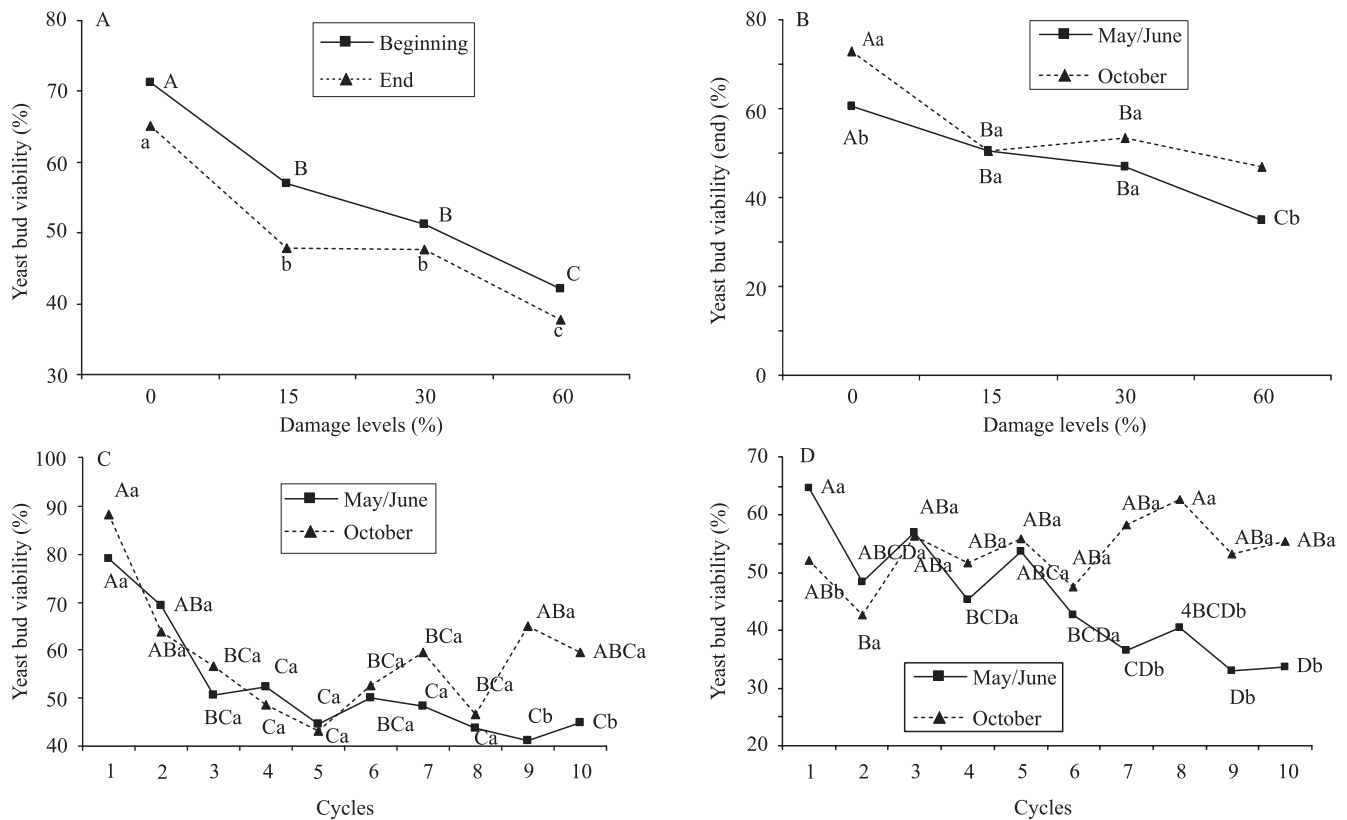 A
Beginning
End
Yeast bud viability (%)
80
70
60
50
40
30
A
B
B
C
a
b
b
c
0 15 30 60
Damage levels (%)
B
May/June
October
Yeast bud viability (end) (%)
80
60
40
20
0
Aa
Ba
Ba
Ab
Ba
Ba
Cb
0 15 30 60
Damage levels (%)
C
May/June
October
Yeast bud viability (%)
100
90
80
70
60
50
40
Aa
Aa
ABa
ABa
BCa
BCa
Ca
Ca
Ca
Ca
BCa
BCa
BCa
Ca
BCa
Ca
ABa
Cb
ABCa
Cb
1 2 3 4 5 6 7 8 9 10
Cycles
D
May/June
October
Yeast bud viability (%)
70
60
50
40
30
20
Aa
ABb
ABCDa
Ba
ABa
ABa
ABa
BCDa
ABa
ABCa
ABa
BCDa
ABa
CDb
Aa
4BCDb
ABa
Db
ABa
Db
1 2 3 4 5 6 7 8 9 10
Cycles